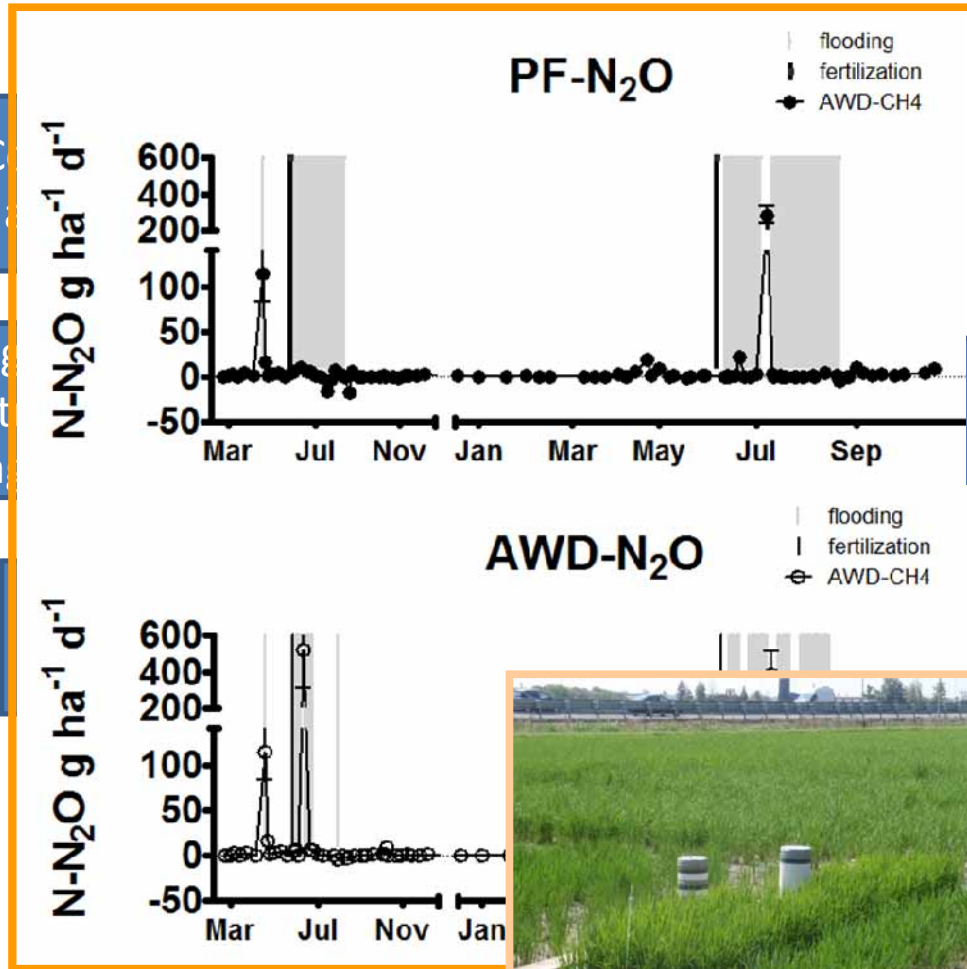 PF-N₂O
flooding
fertilization
AWD-CH4
N-N₂O g ha⁻¹ d⁻¹
600
400
200
100
50
0
-50
Mar Jul Nov Jan Mar May Jul Sep
AWD-N₂O
flooding
fertilization
AWD-CH4
N-N₂O g ha⁻¹ d⁻¹
600
400
200
100
50
0
-50
Mar Jul Nov Jan